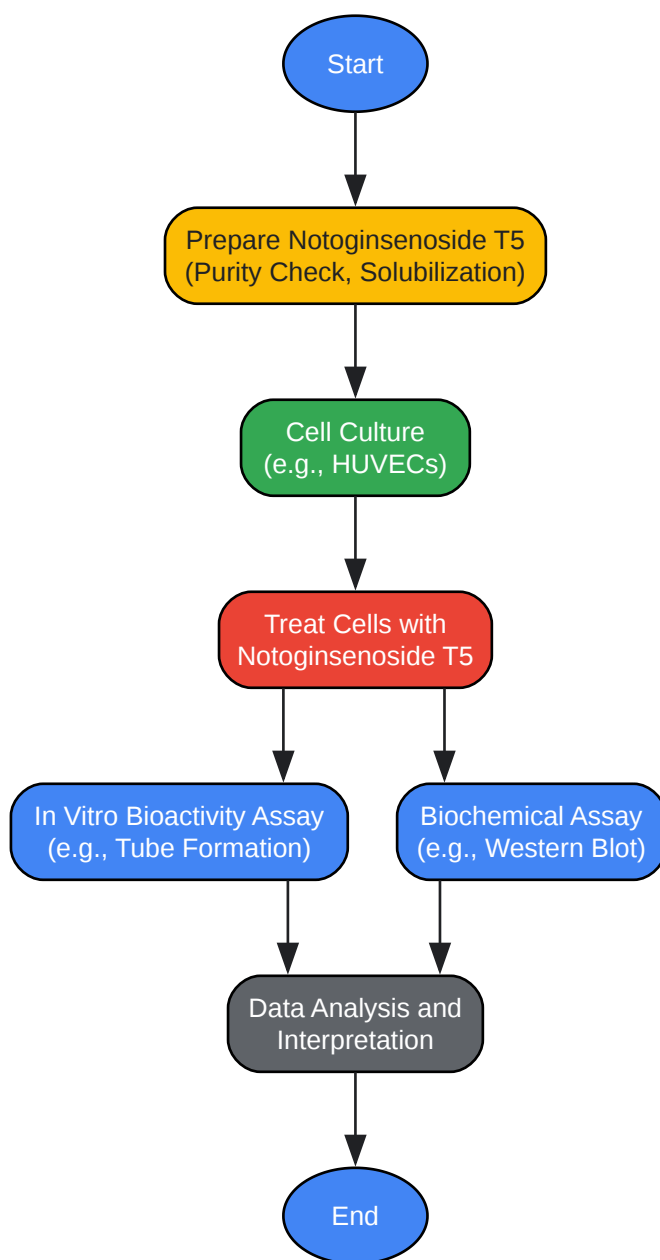 Start
Prepare Notoginsenoside T5
(Purity Check, Solubilization)
Cell Culture
(e.g., HUVECs)
Treat Cells with
Notoginsenoside T5
In Vitro Bioactivity Assay
(e.g., Tube Formation)
Biochemical Assay
(e.g., Western Blot)
Data Analysis and
Interpretation
End